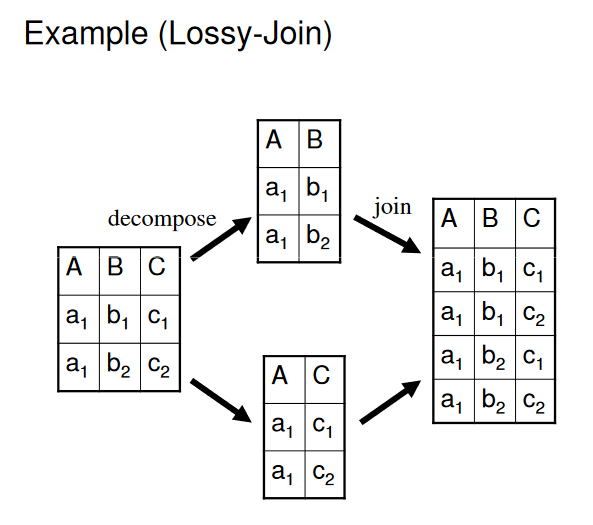 Example (Lossy-Join)
decompose
A B C
a₁ b₁ c₁
a₁ b₂ c₂
A B
a₁ b₁
a₁ b₂
A C
a₁ c₁
a₁ c₂
join
A B C
a₁ b₁ c₁
a₁ b₁ c₂
a₁ b₂ c₁
a₁ b₂ c₂